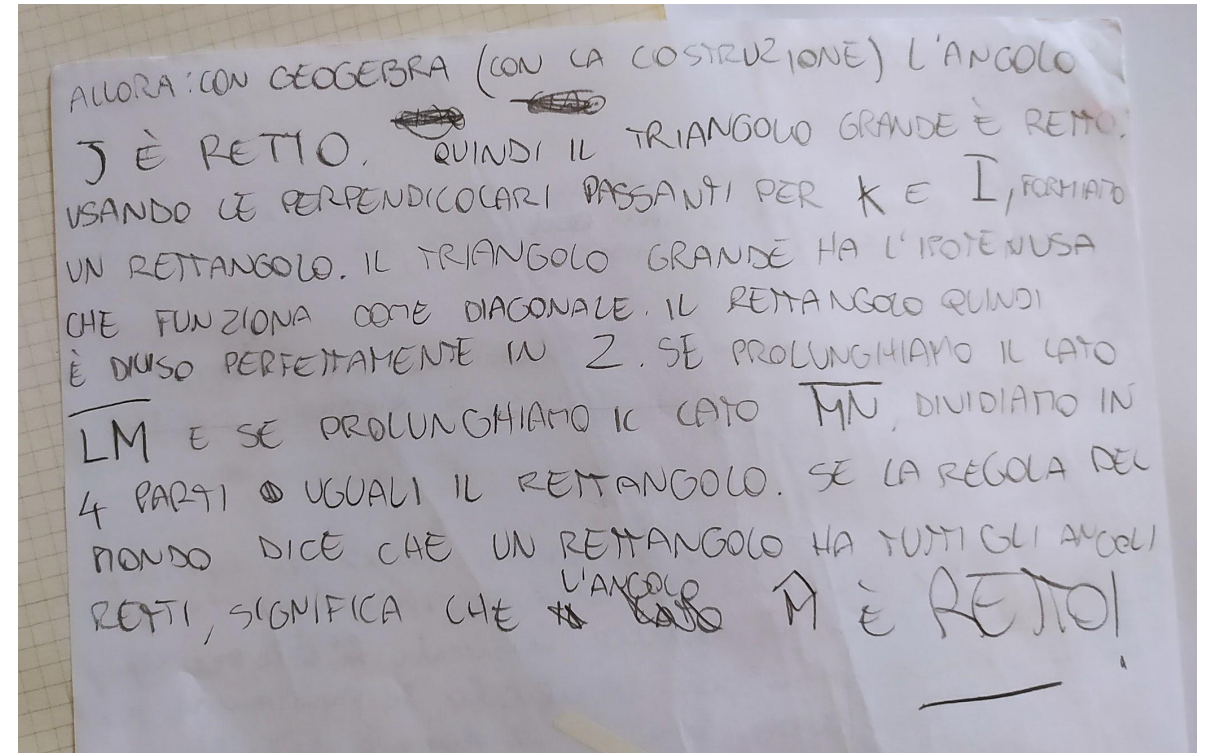 ALLORA: CON GEOGEBRA (CON LA COSTRUZIONE) L'ANGOLO
J È RETTO. QUINDI IL TRIANGOLO GRANDE È RETTO.
USANDO LE PERPENDICOLARI PASSANTI PER K E I, FORMIAMO
UN RETTANGOLO. IL TRIANGOLO GRANDE HA L'IPOTENUSA
CHE FUNZIONA COME DIAGONALE. IL RETTANGOLO QUINDI
È DIVISO PERFETTAMENTE IN 2. SE PROLUNGHIAMO IL LATO
L̅M̅ E SE PROLUNGHIAMO IL LATO M̅N̅, DIVIDIAMO IN
4 PARTI UGUALI IL RETTANGOLO. SE LA REGOLA DEL
MONDO DICE CHE UN RETTANGOLO HA TUTTI GLI ANGOLI
RETTI, SIGNIFICA CHE L'ANGOLO M̂ È RETTO!